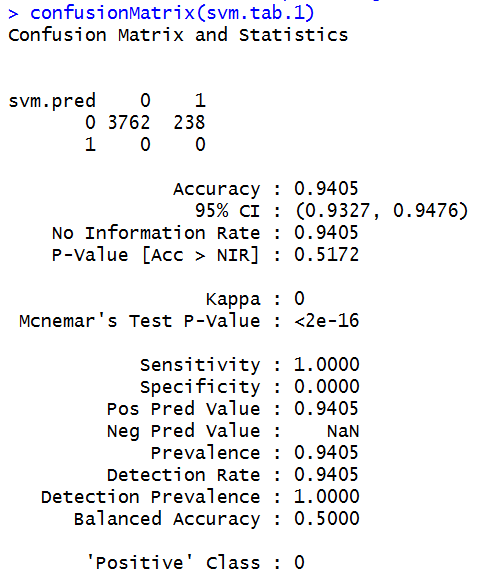 > confusionMatrix(svm.tab.1)
Confusion Matrix and Statistics
svm.pred    0    1
       0 3762  238
       1    0    0
Accuracy : 0.9405
95% CI : (0.9327, 0.9476)
No Information Rate : 0.9405
P-Value [Acc > NIR] : 0.5172
Kappa : 0
Mcnemar's Test P-Value : <2e-16
Sensitivity : 1.0000
Specificity : 0.0000
Pos Pred Value : 0.9405
Neg Pred Value : NaN
Prevalence : 0.9405
Detection Rate : 0.9405
Detection Prevalence : 1.0000
Balanced Accuracy : 0.5000
'Positive' Class : 0